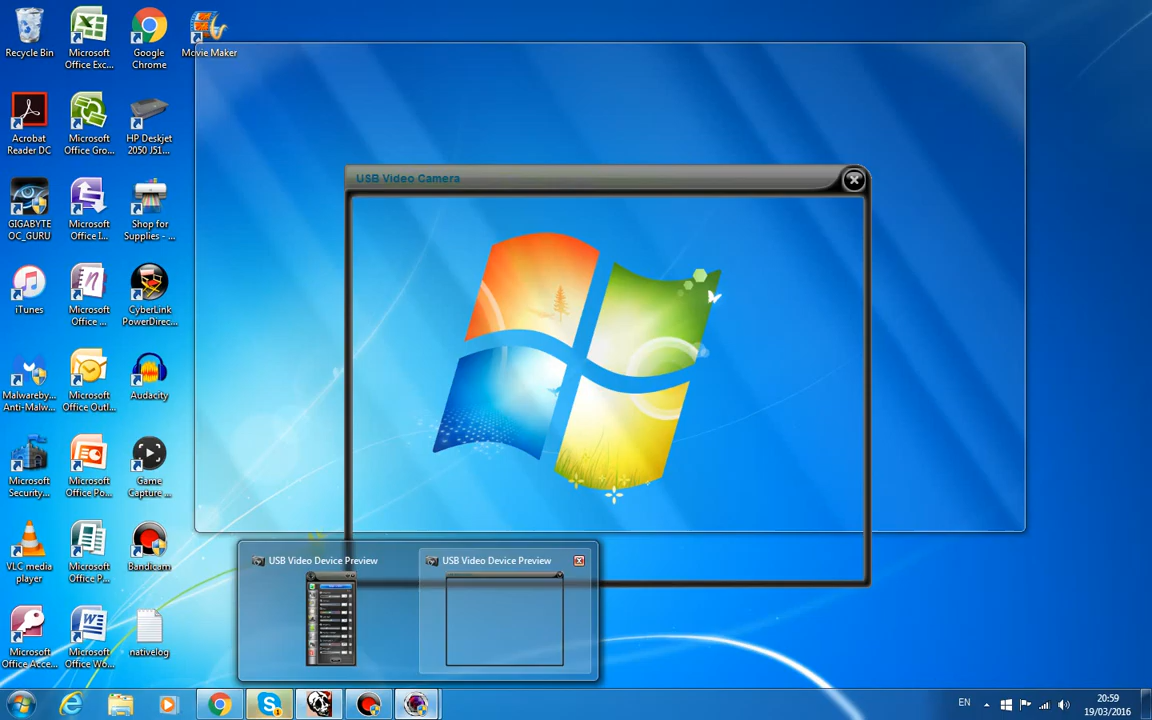 Recycle Bin
Microsoft
Office Exc...
Google
Chrome
Movie Maker
Acrobat
Reader DC
Microsoft
Office Gro...
HP Deskjet
2050 J51...
GIGABYTE
OC_GURU
Microsoft
Office I...
Shop for
Supplies - ...
iTunes
Microsoft
Office ...
CyberLink
PowerDirec...
Malwareby...
Anti-Malw...
Microsoft
Office Outl...
Audacity
Microsoft
Security...
Microsoft
Office Po...
Game
Capture ...
VLC media
player
Microsoft
Office P...
Bandicam
Microsoft
Office Acce...
Microsoft
Office Wo...
nativelog
USB Video Camera
USB Video Device Preview
USB Video Device Preview
EN
20:59
19/03/2016